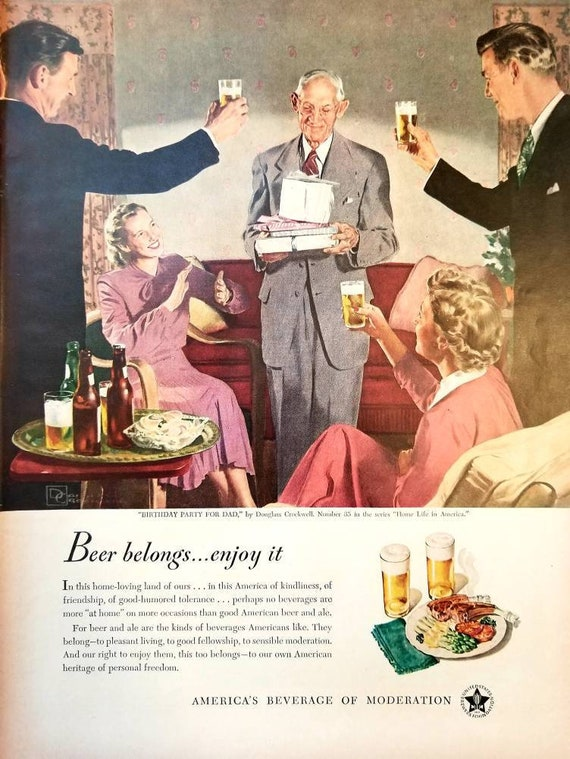 "BIRTHDAY PARTY FOR DAD," by Douglass Crockwell. Number 35 in the series "Home Life in America."
Beer belongs...enjoy it
In this home-loving land of ours . . . in this America of kindliness, of
friendship, of good-humored tolerance . . . perhaps no beverages are
more "at home" on more occasions than good American beer and ale.
For beer and ale are the kinds of beverages Americans like. They
belong—to pleasant living, to good fellowship, to sensible moderation.
And our right to enjoy them, this too belongs—to our own American
heritage of personal freedom.
AMERICA'S BEVERAGE OF MODERATION